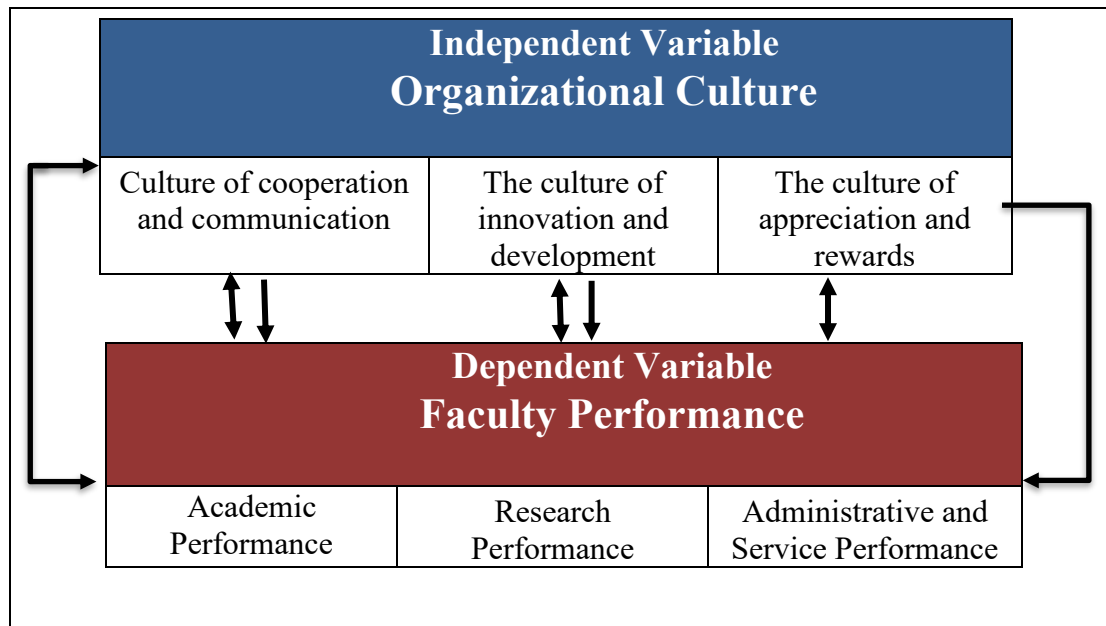 Independent Variable
Organizational Culture
Culture of cooperation
and communication
The culture of
innovation and
development
The culture of
appreciation and
rewards
Dependent Variable
Faculty Performance
Academic
Performance
Research
Performance
Administrative and
Service Performance